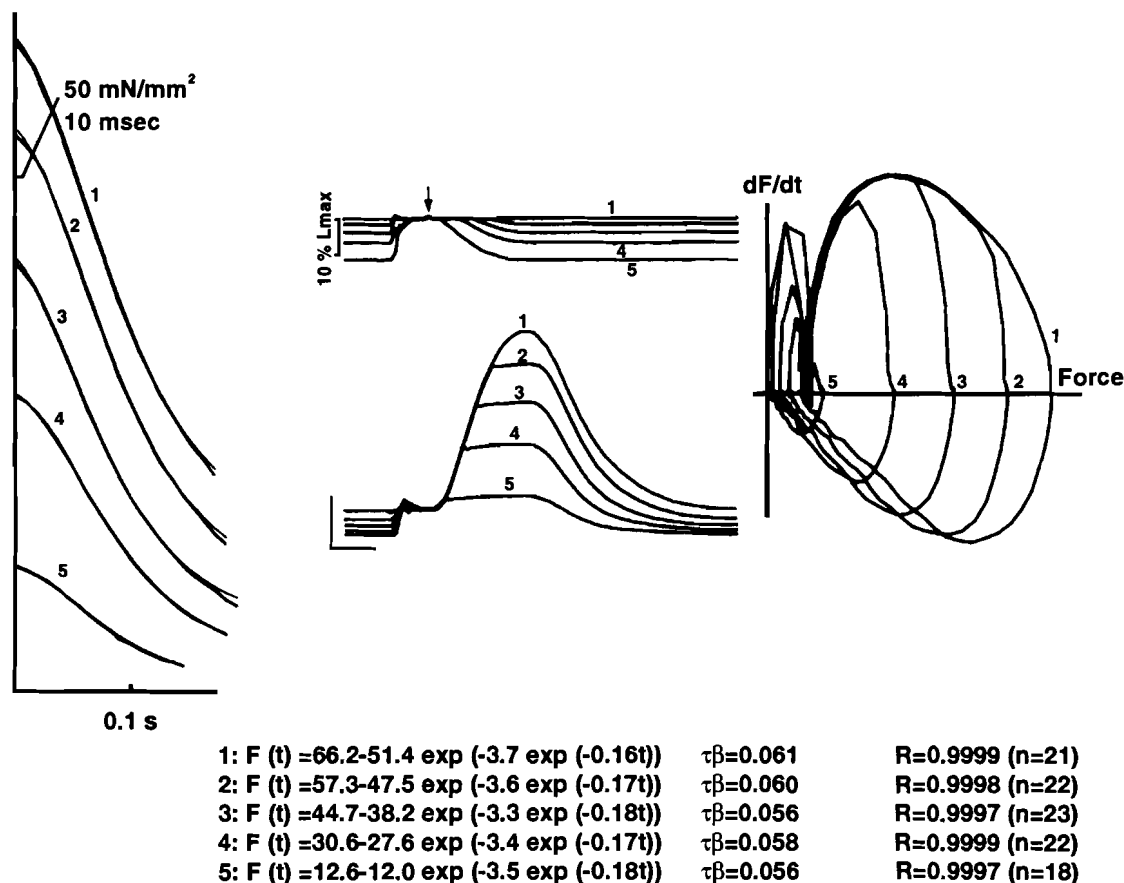 50 mN/mm²
10 msec
1
2
3
4
5
0.1 s
10 % Lmax
1
4
5
1
2
3
4
5
dF/dt
1
Force
5
4
3
2
1: F (t) =66.2-51.4 exp (-3.7 exp (-0.16t)) τβ=0.061 R=0.9999 (n=21)
2: F (t) =57.3-47.5 exp (-3.6 exp (-0.17t)) τβ=0.060 R=0.9998 (n=22)
3: F (t) =44.7-38.2 exp (-3.3 exp (-0.18t)) τβ=0.056 R=0.9997 (n=23)
4: F (t) =30.6-27.6 exp (-3.4 exp (-0.17t)) τβ=0.058 R=0.9999 (n=22)
5: F (t) =12.6-12.0 exp (-3.5 exp (-0.18t)) τβ=0.056 R=0.9997 (n=18)